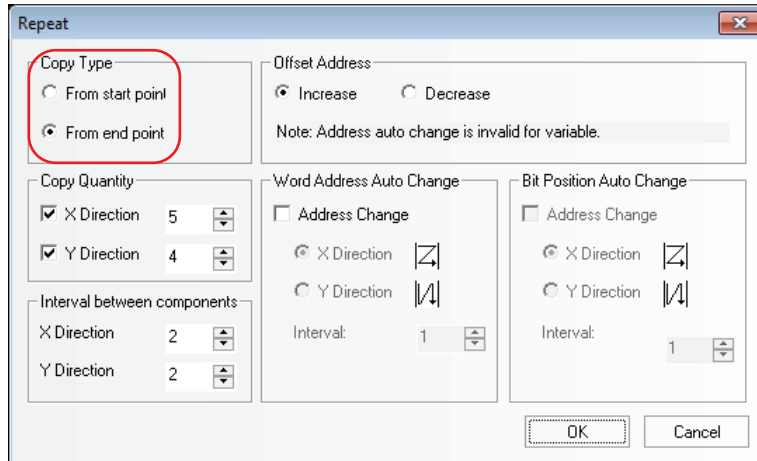 Repeat
Copy Type
From start point
From end point
Offset Address
Increase Decrease
Note: Address auto change is invalid for variable.
Copy Quantity
X Direction 5
Y Direction 4
Interval between components
X Direction 2
Y Direction 2
Word Address Auto Change
Address Change
X Direction
Y Direction
Interval: 1
Bit Position Auto Change
Address Change
X Direction
Y Direction
Interval: 1
OK Cancel